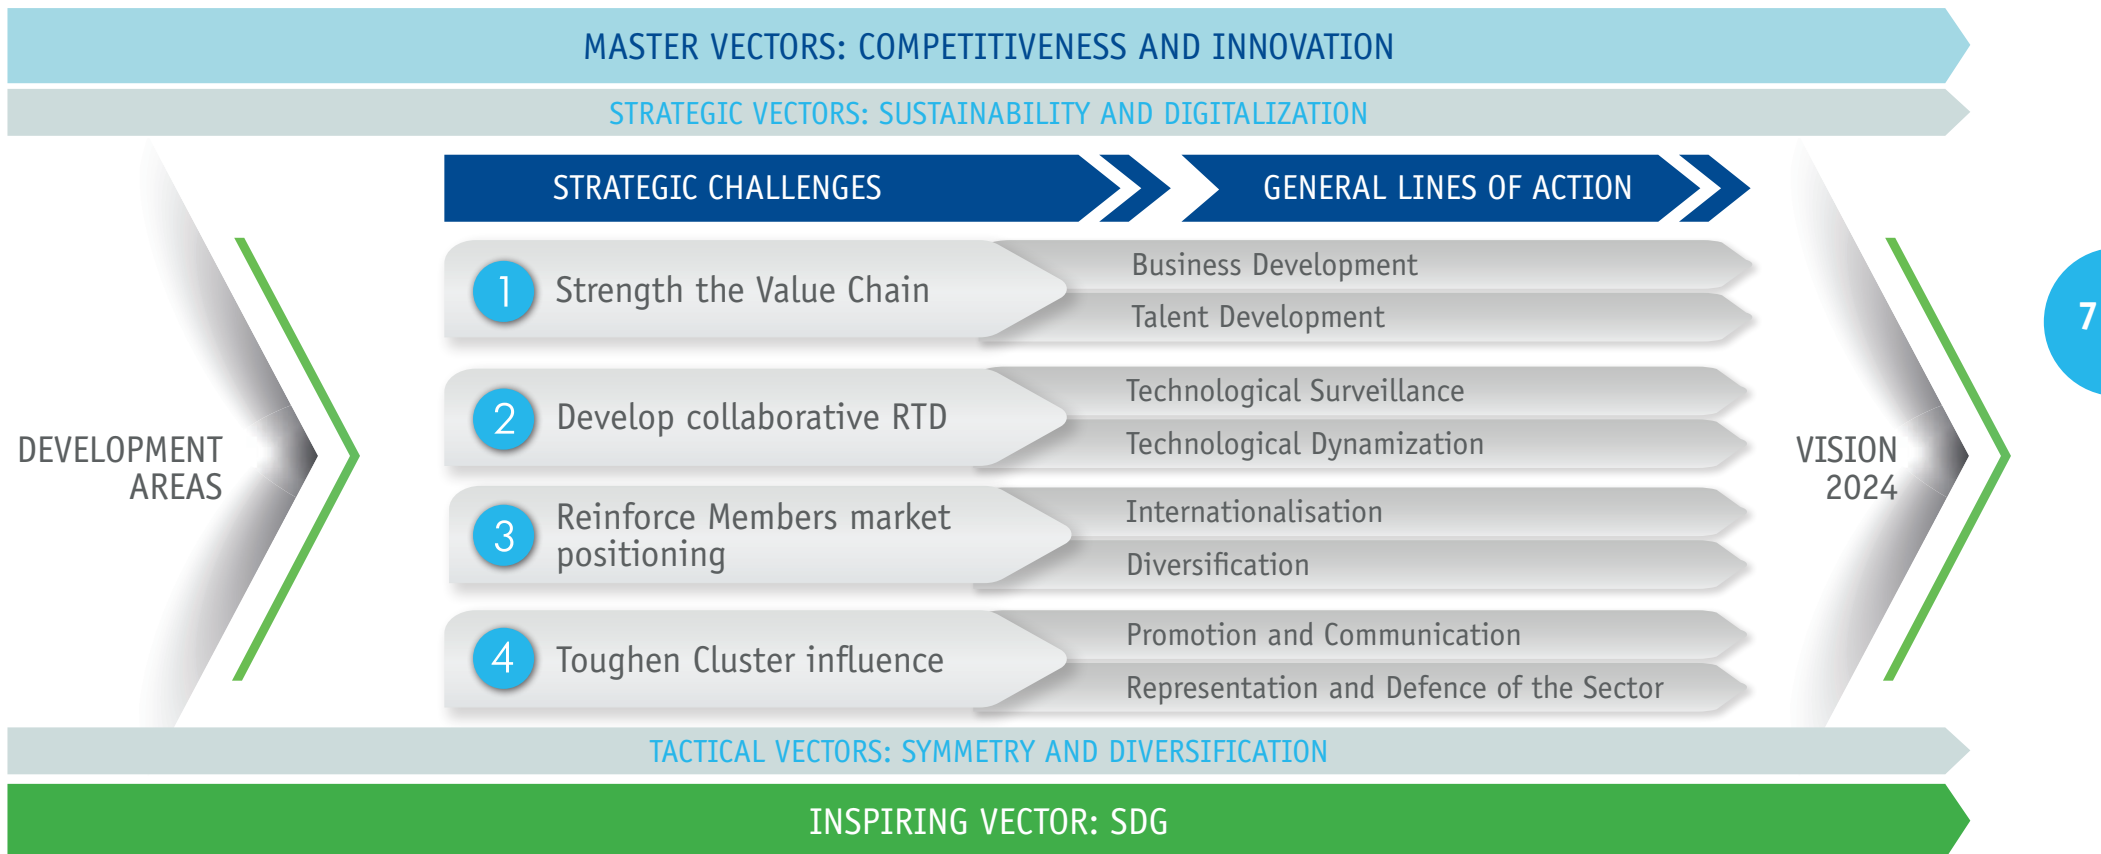 MASTER VECTORS: COMPETITIVENESS AND INNOVATION
STRATEGIC VECTORS: SUSTAINABILITY AND DIGITALIZATION
STRATEGIC CHALLENGES
GENERAL LINES OF ACTION
DEVELOPMENT
AREAS
1
Strength the Value Chain
Business Development
Talent Development
2
Develop collaborative RTD
Technological Surveillance
Technological Dynamization
3
Reinforce Members market
positioning
Internationalisation
Diversification
4
Toughen Cluster influence
Promotion and Communication
Representation and Defence of the Sector
VISION
2024
7
TACTICAL VECTORS: SYMMETRY AND DIVERSIFICATION
INSPIRING VECTOR: SDG